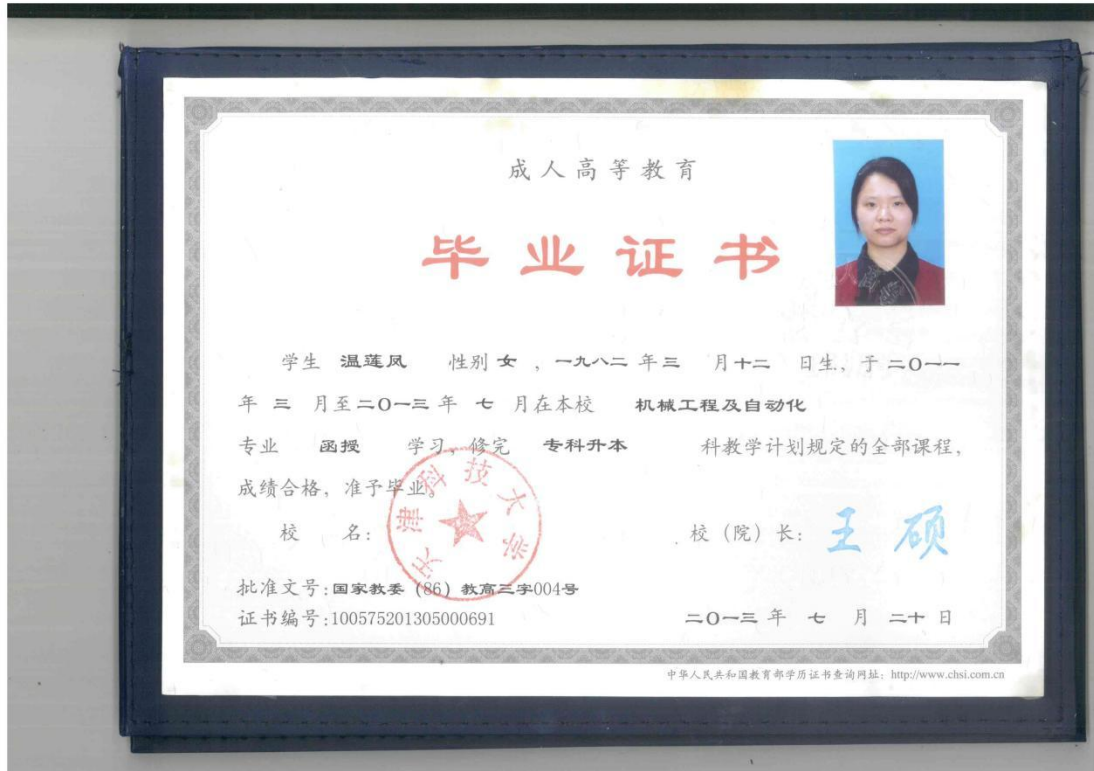 成人高等教育
毕业证书
学生 温莲凤 性别 女 ，一九八二 年 三 月 十二 日生，于 二〇一一
年 三 月至 二〇一三 年 七 月在本校 机械工程及自动化
专业 函授 学习，修完 专科升本 科教学计划规定的全部课程，
成绩合格，准予毕业。
校 名：
天津科技大学
校（院）长：王硕
批准文号：国家教委（86）教高三字004号
证书编号：100575201305000691
二〇一三 年 七 月 二十 日
中华人民共和国教育部学历证书查询网址：http://www.chsi.com.cn